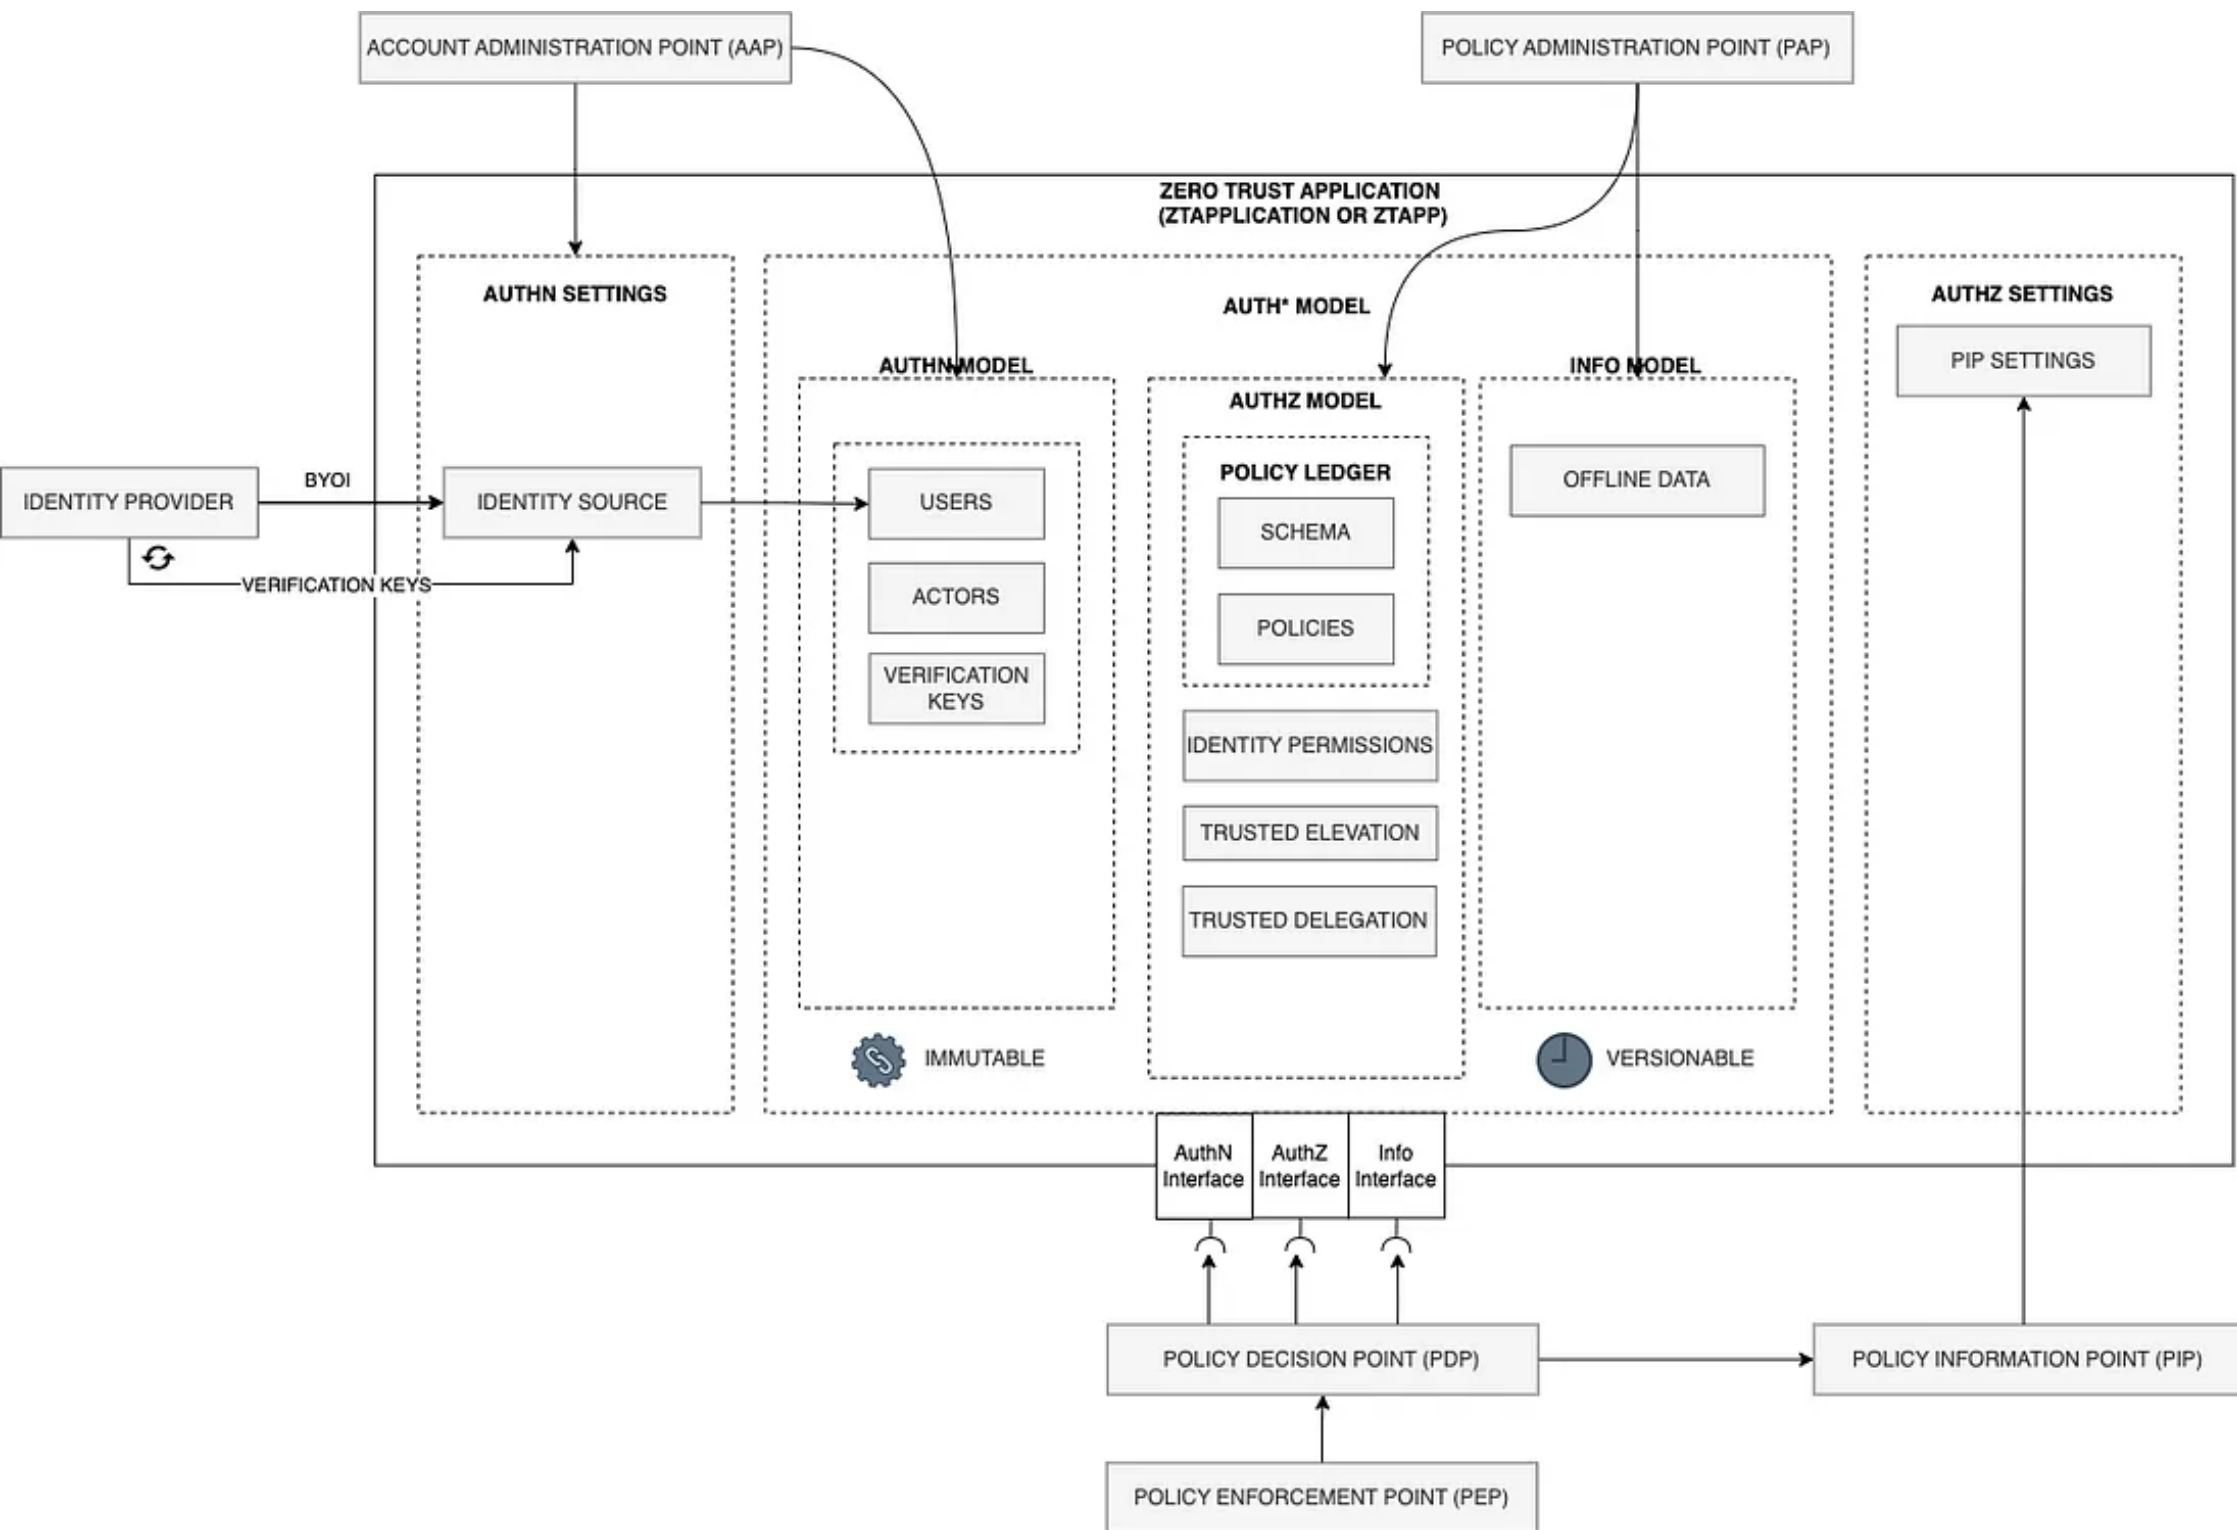 ACCOUNT ADMINISTRATION POINT (AAP)
POLICY ADMINISTRATION POINT (PAP)
ZERO TRUST APPLICATION
(ZTAPPLICATION OR ZTAPP)
AUTHN SETTINGS
AUTH* MODEL
AUTHZ SETTINGS
PIP SETTINGS
AUTHN MODEL
INFO MODEL
AUTHZ MODEL
POLICY LEDGER
IDENTITY PROVIDER
BYOI
IDENTITY SOURCE
USERS
SCHEMA
OFFLINE DATA
VERIFICATION KEYS
ACTORS
POLICIES
VERIFICATION
KEYS
IDENTITY PERMISSIONS
TRUSTED ELEVATION
TRUSTED DELEGATION
IMMUTABLE
VERSIONABLE
AuthN
Interface
AuthZ
Interface
Info
Interface
POLICY DECISION POINT (PDP)
POLICY INFORMATION POINT (PIP)
POLICY ENFORCEMENT POINT (PEP)